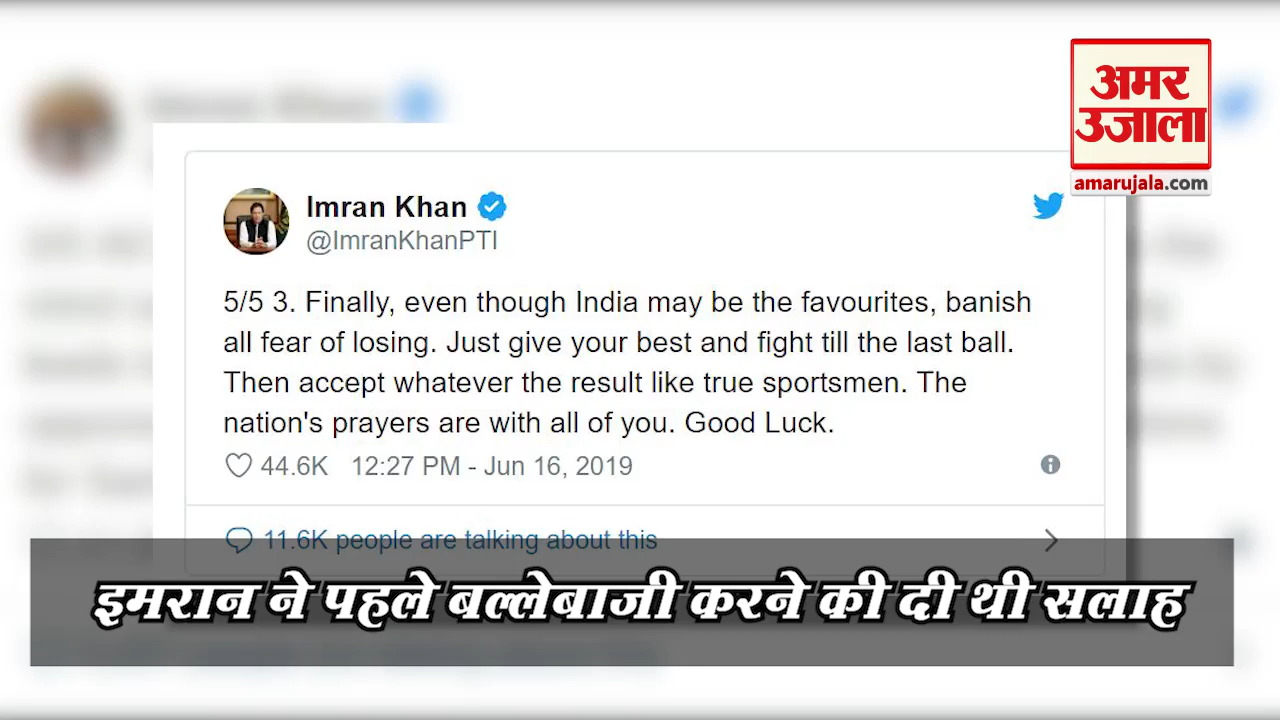 अमर
उजाला
amarujala.com
Imran Khan
@ImranKhanPTI
5/5 3. Finally, even though India may be the favourites, banish
all fear of losing. Just give your best and fight till the last ball.
Then accept whatever the result like true sportsmen. The
nation's prayers are with all of you. Good Luck.
44.6K 12:27 PM - Jun 16, 2019
11.6K people are talking about this
इमरान ने पहले बल्लेबाजी करने की दी थी सलाह